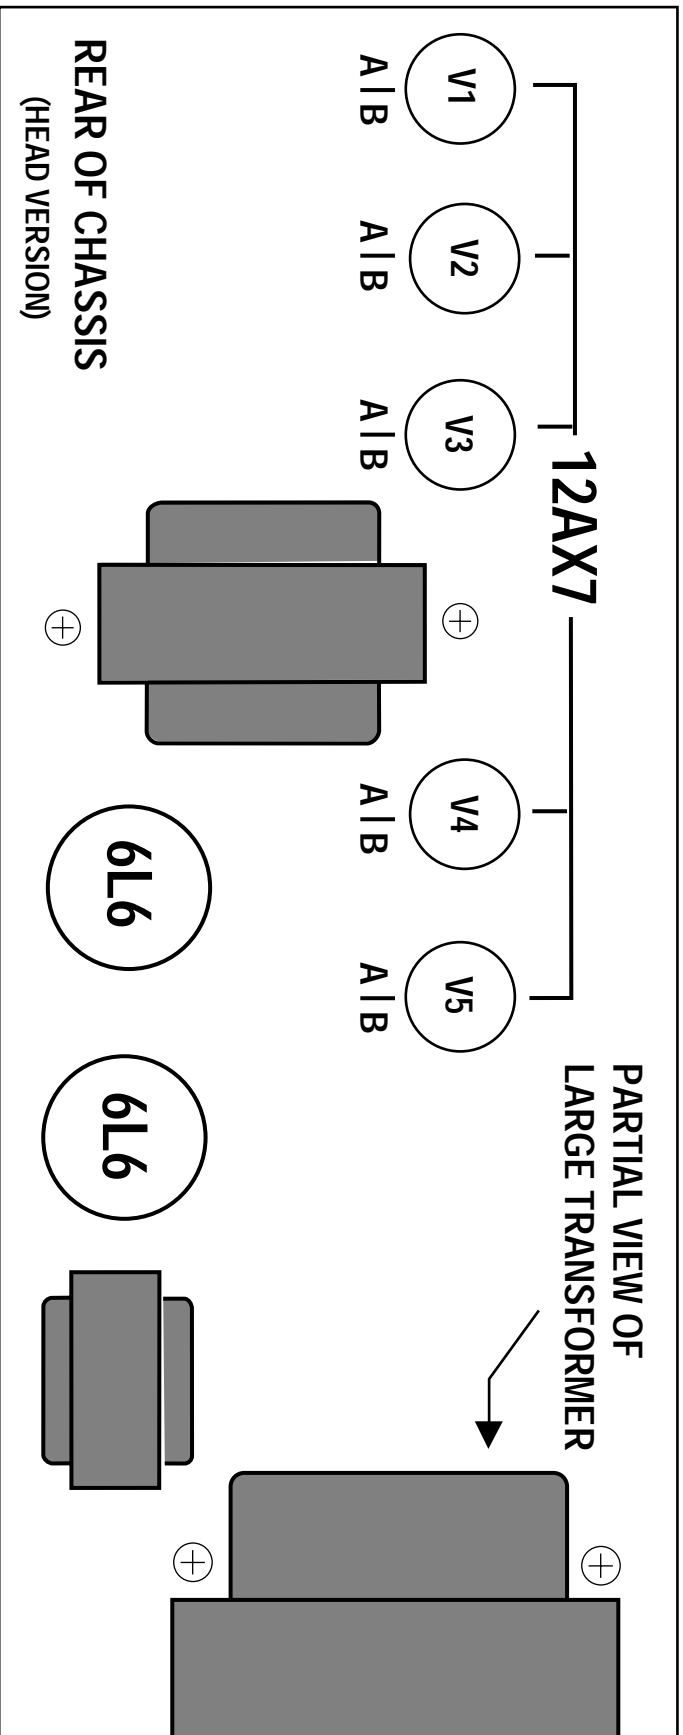 PARTIAL VIEW OF
LARGE TRANSFORMER
12AX7
V1 V2 V3 V4 V5
A|B A|B A|B A|B A|B
6L6 6L6
REAR OF CHASSIS
(HEAD VERSION)